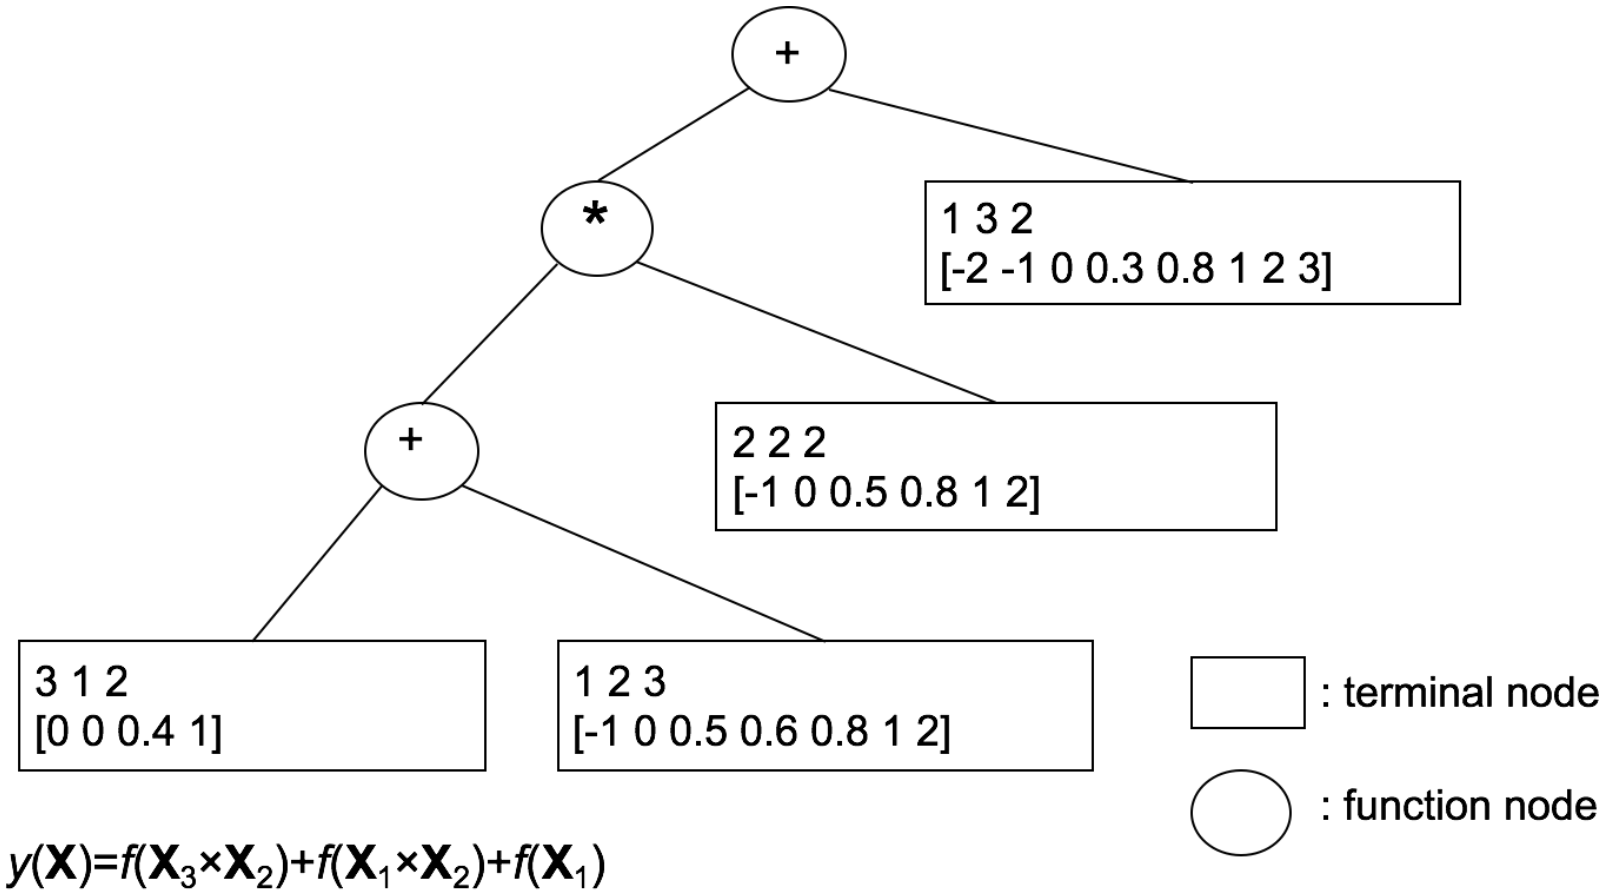 +
*
1 3 2
[-2 -1 0 0.3 0.8 1 2 3]
+
2 2 2
[-1 0 0.5 0.8 1 2]
3 1 2
[0 0 0.4 1]
1 2 3
[-1 0 0.5 0.6 0.8 1 2]
: terminal node
: function node
y(X)=f(X₃×X₂)+f(X₁×X₂)+f(X₁)